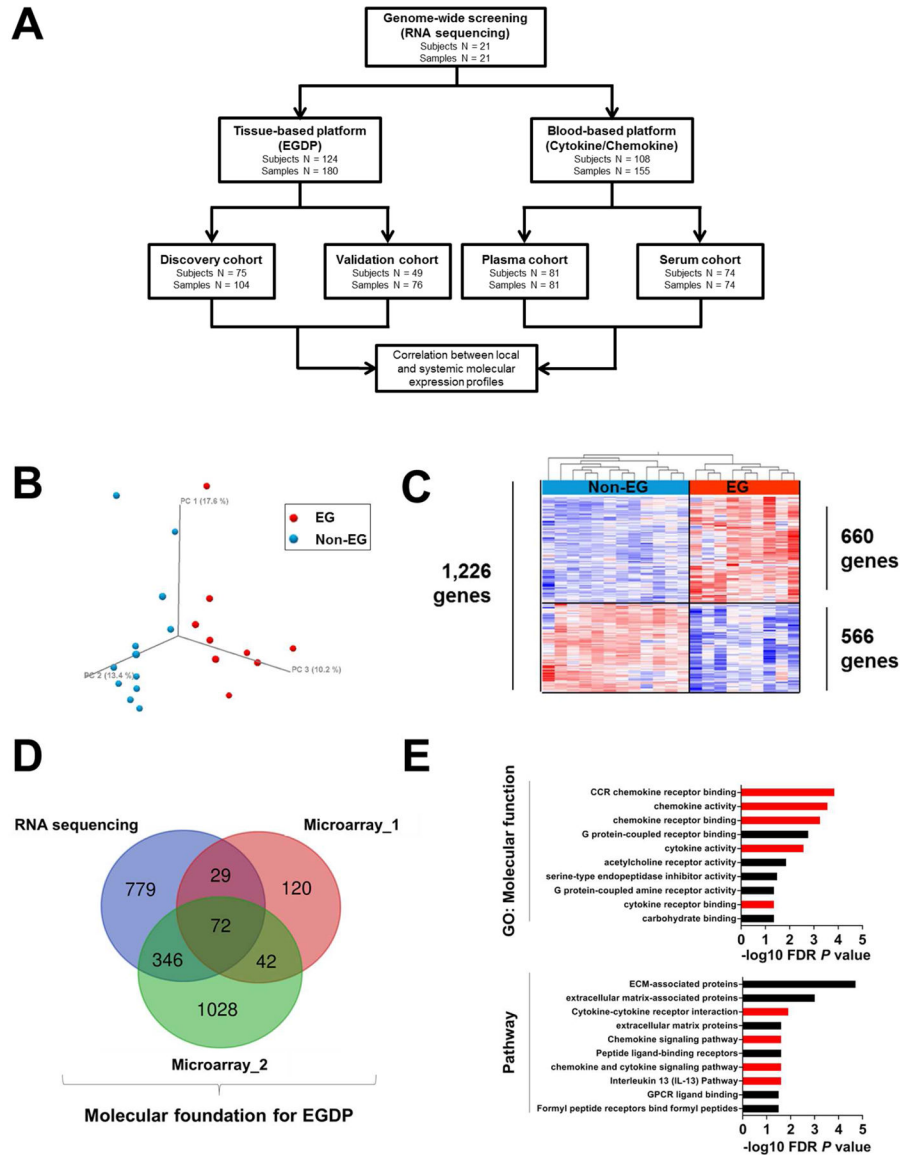 A
Genome-wide screening
(RNA sequencing)
Subjects N = 21
Samples N = 21
Tissue-based platform
(EGDP)
Subjects N = 124
Samples N = 180
Blood-based platform
(Cytokine/Chemokine)
Subjects N = 108
Samples N = 155
Discovery cohort
Subjects N = 75
Samples N = 104
Validation cohort
Subjects N = 49
Samples N = 76
Plasma cohort
Subjects N = 81
Samples N = 81
Serum cohort
Subjects N = 74
Samples N = 74
Correlation between local
and systemic molecular
expression profiles
B
PC 1 (17.6 %)
EG
Non-EG
PC 2 (13.4 %)
PC 3 (10.2 %)
C
Non-EG
EG
1,226
genes
660
genes
566
genes
D
RNA sequencing
Microarray_1
779
29
120
72
346
42
1028
Microarray_2
Molecular foundation for EGDP
E
GO: Molecular function
CCR chemokine receptor binding
chemokine activity
chemokine receptor binding
G protein-coupled receptor binding
cytokine activity
acetylcholine receptor activity
serine-type endopeptidase inhibitor activity
G protein-coupled amine receptor activity
cytokine receptor binding
carbohydrate binding
0 1 2 3 4 5
-log10 FDR P value
Pathway
ECM-associated proteins
extracellular matrix-associated proteins
Cytokine-cytokine receptor interaction
extracellular matrix proteins
Chemokine signaling pathway
Peptide ligand-binding receptors
chemokine and cytokine signaling pathway
Interleukin 13 (IL-13) Pathway
GPCR ligand binding
Formyl peptide receptors bind formyl peptides
0 1 2 3 4 5
-log10 FDR P value